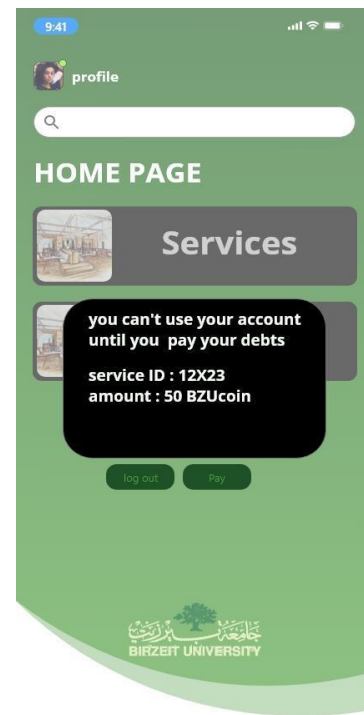 9:41
profile
HOME PAGE
Services
you can't use your account
until you pay your debts
service ID : 12X23
amount : 50 BZUcoin
log out
Pay
جامعة بيرزيت
BIRZEIT UNIVERSITY